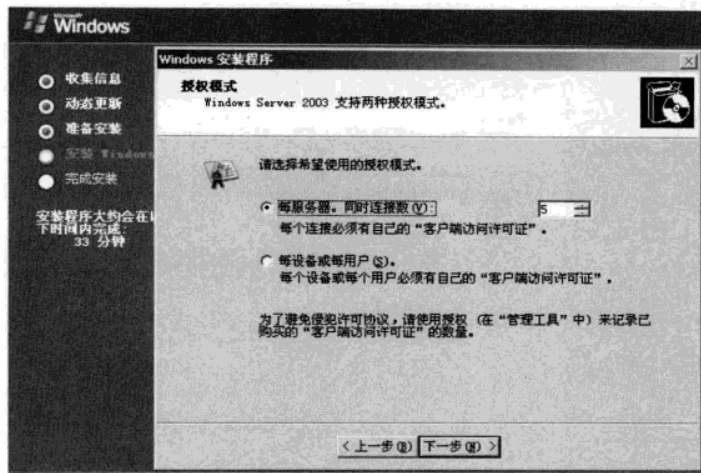 Microsoft
Windows
收集信息
动态更新
准备安装
安装 Windows
完成安装
安装程序大约会在以
下时间内完成:
33 分钟
Windows 安装程序
授权模式
Windows Server 2003 支持两种授权模式。
请选择希望使用的授权模式。
每服务器。同时连接数(V): 5
每个连接必须有自己的“客户端访问许可证”。
每设备或每用户(S)。
每个设备或每个用户必须有自己的“客户端访问许可证”。
为了避免侵犯许可协议,请使用授权 (在“管理工具”中) 来记录已
购买的“客户端访问许可证”的数量。
< 上一步(B) 下一步(N) >